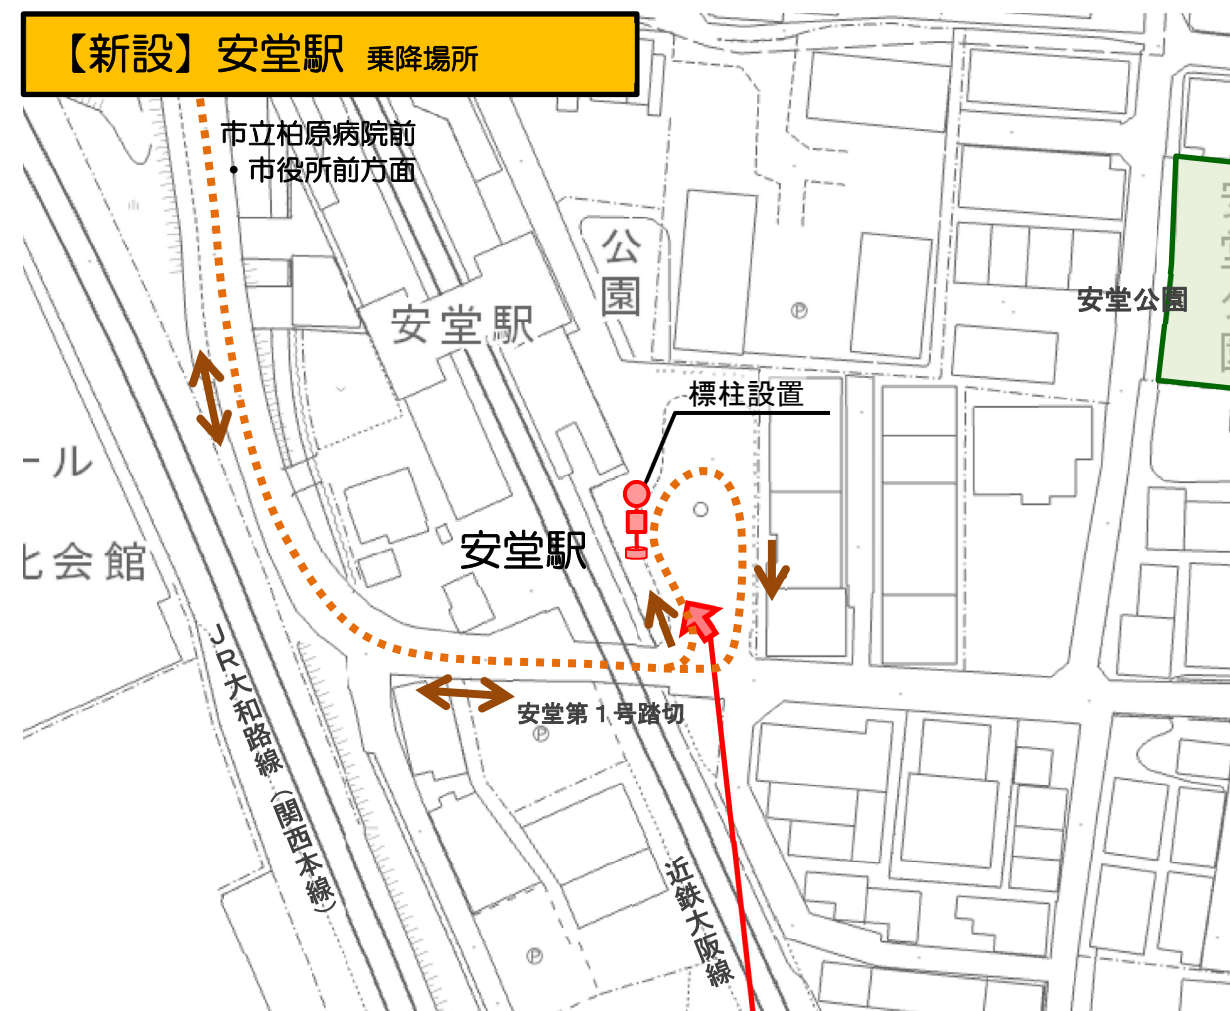 【新設】安堂駅 乗降場所
市立柏原病院前
・市役所前方面
公
園
安堂駅
安堂公園
標柱設置
ール
会館
安堂駅
JR大和路線（関西本線）
安堂第１号踏切
近鉄大阪線
P
P
P